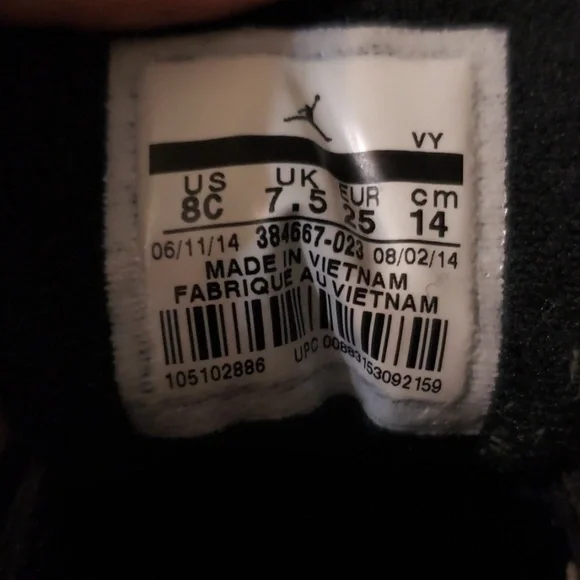 VY
US UK EUR cm
8C 7.5 25 14
06/11/14 384667-023 08/02/14
MADE IN VIETNAM
FABRIQUE AU VIETNAM
105102886 UPC 00883153092159